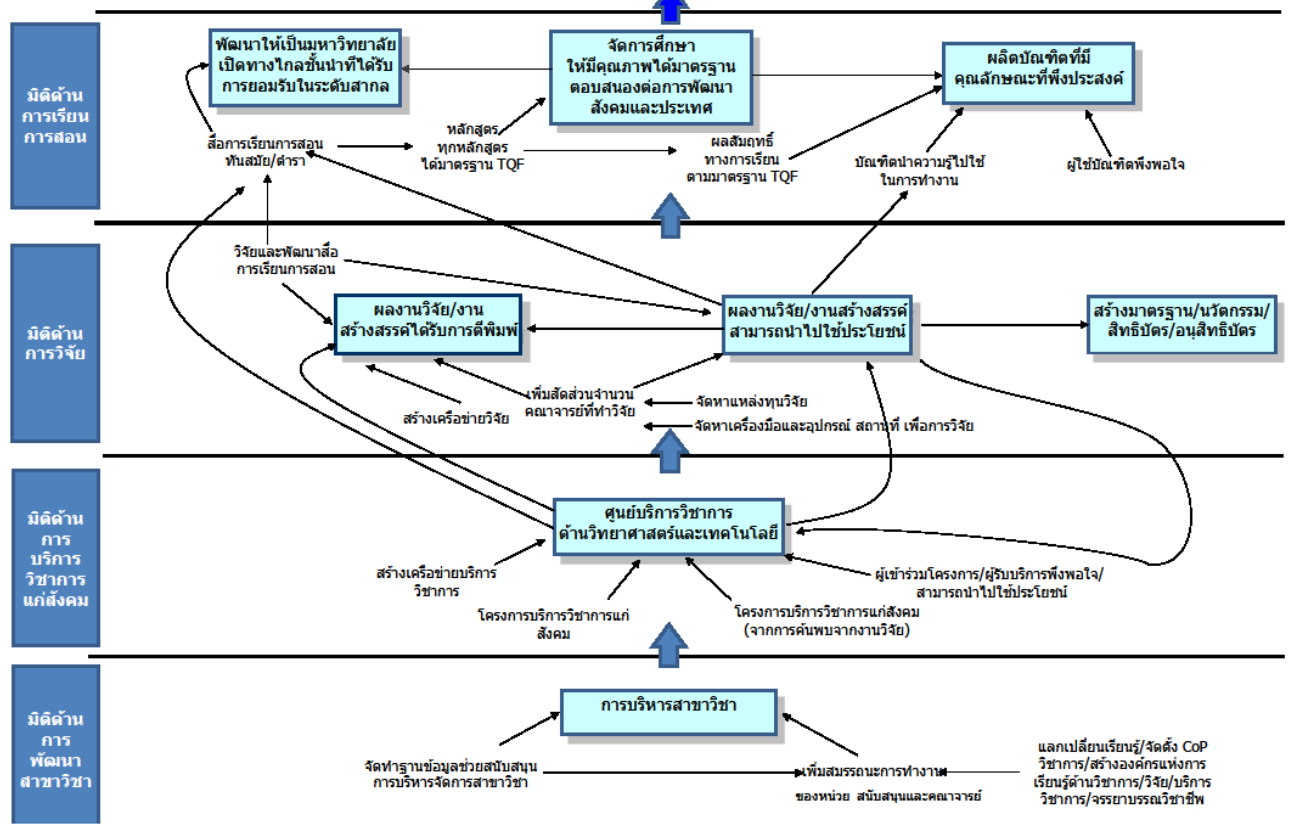 มิติด้าน
การเรียน
การสอน
พัฒนาให้เป็นมหาวิทยาลัย
เปิดทางไกลชั้นนำที่ได้รับ
การยอมรับในระดับสากล
จัดการศึกษา
ให้มีคุณภาพได้มาตรฐาน
ตอบสนองต่อการพัฒนา
สังคมและประเทศ
ผลิตบัณฑิตที่มี
คุณลักษณะที่พึงประสงค์
สื่อการเรียนการสอน
ทันสมัย/ตำรา
หลักสูตร
ทุกหลักสูตร
ได้มาตรฐาน TQF
ผลสัมฤทธิ์
ทางการเรียน
ตามมาตรฐาน TQF
บัณฑิตนำความรู้ไปใช้
ในการทำงาน
ผู้ใช้บัณฑิตพึงพอใจ
มิติด้าน
การวิจัย
วิจัยและพัฒนาสื่อ
การเรียนการสอน
ผลงานวิจัย/งาน
สร้างสรรค์ได้รับการตีพิมพ์
ผลงานวิจัย/งานสร้างสรรค์
สามารถนำไปใช้ประโยชน์
สร้างมาตรฐาน/นวัตกรรม/
สิทธิบัตร/อนุสิทธิบัตร
สร้างเครือข่ายวิจัย
เพิ่มสัดส่วนจำนวน
คณาจารย์ที่ทำวิจัย
จัดหาแหล่งทุนวิจัย
จัดหาเครื่องมือและอุปกรณ์ สถานที่ เพื่อการวิจัย
มิติด้าน
การ
บริการ
วิชาการ
แก่สังคม
ศูนย์บริการวิชาการ
ด้านวิทยาศาสตร์และเทคโนโลยี
สร้างเครือข่ายบริการ
วิชาการ
โครงการบริการวิชาการแก่
สังคม
โครงการบริการวิชาการแก่สังคม
(จากการค้นพบจากงานวิจัย)
ผู้เข้าร่วมโครงการ/ผู้รับบริการพึงพอใจ/
สามารถนำไปใช้ประโยชน์
มิติด้าน
การ
พัฒนา
สาขาวิชา
การบริหารสาขาวิชา
จัดทำฐานข้อมูลช่วยสนับสนุน
การบริหารจัดการสาขาวิชา
เพิ่มสมรรถนะการทำงาน
ของหน่วย สนับสนุนและคณาจารย์
แลกเปลี่ยนเรียนรู้/จัดตั้ง CoP
วิชาการ/สร้างองค์กรแห่งการ
เรียนรู้ด้านวิชาการ/วิจัย/บริการ
วิชาการ/จรรยาบรรณวิชาชีพ